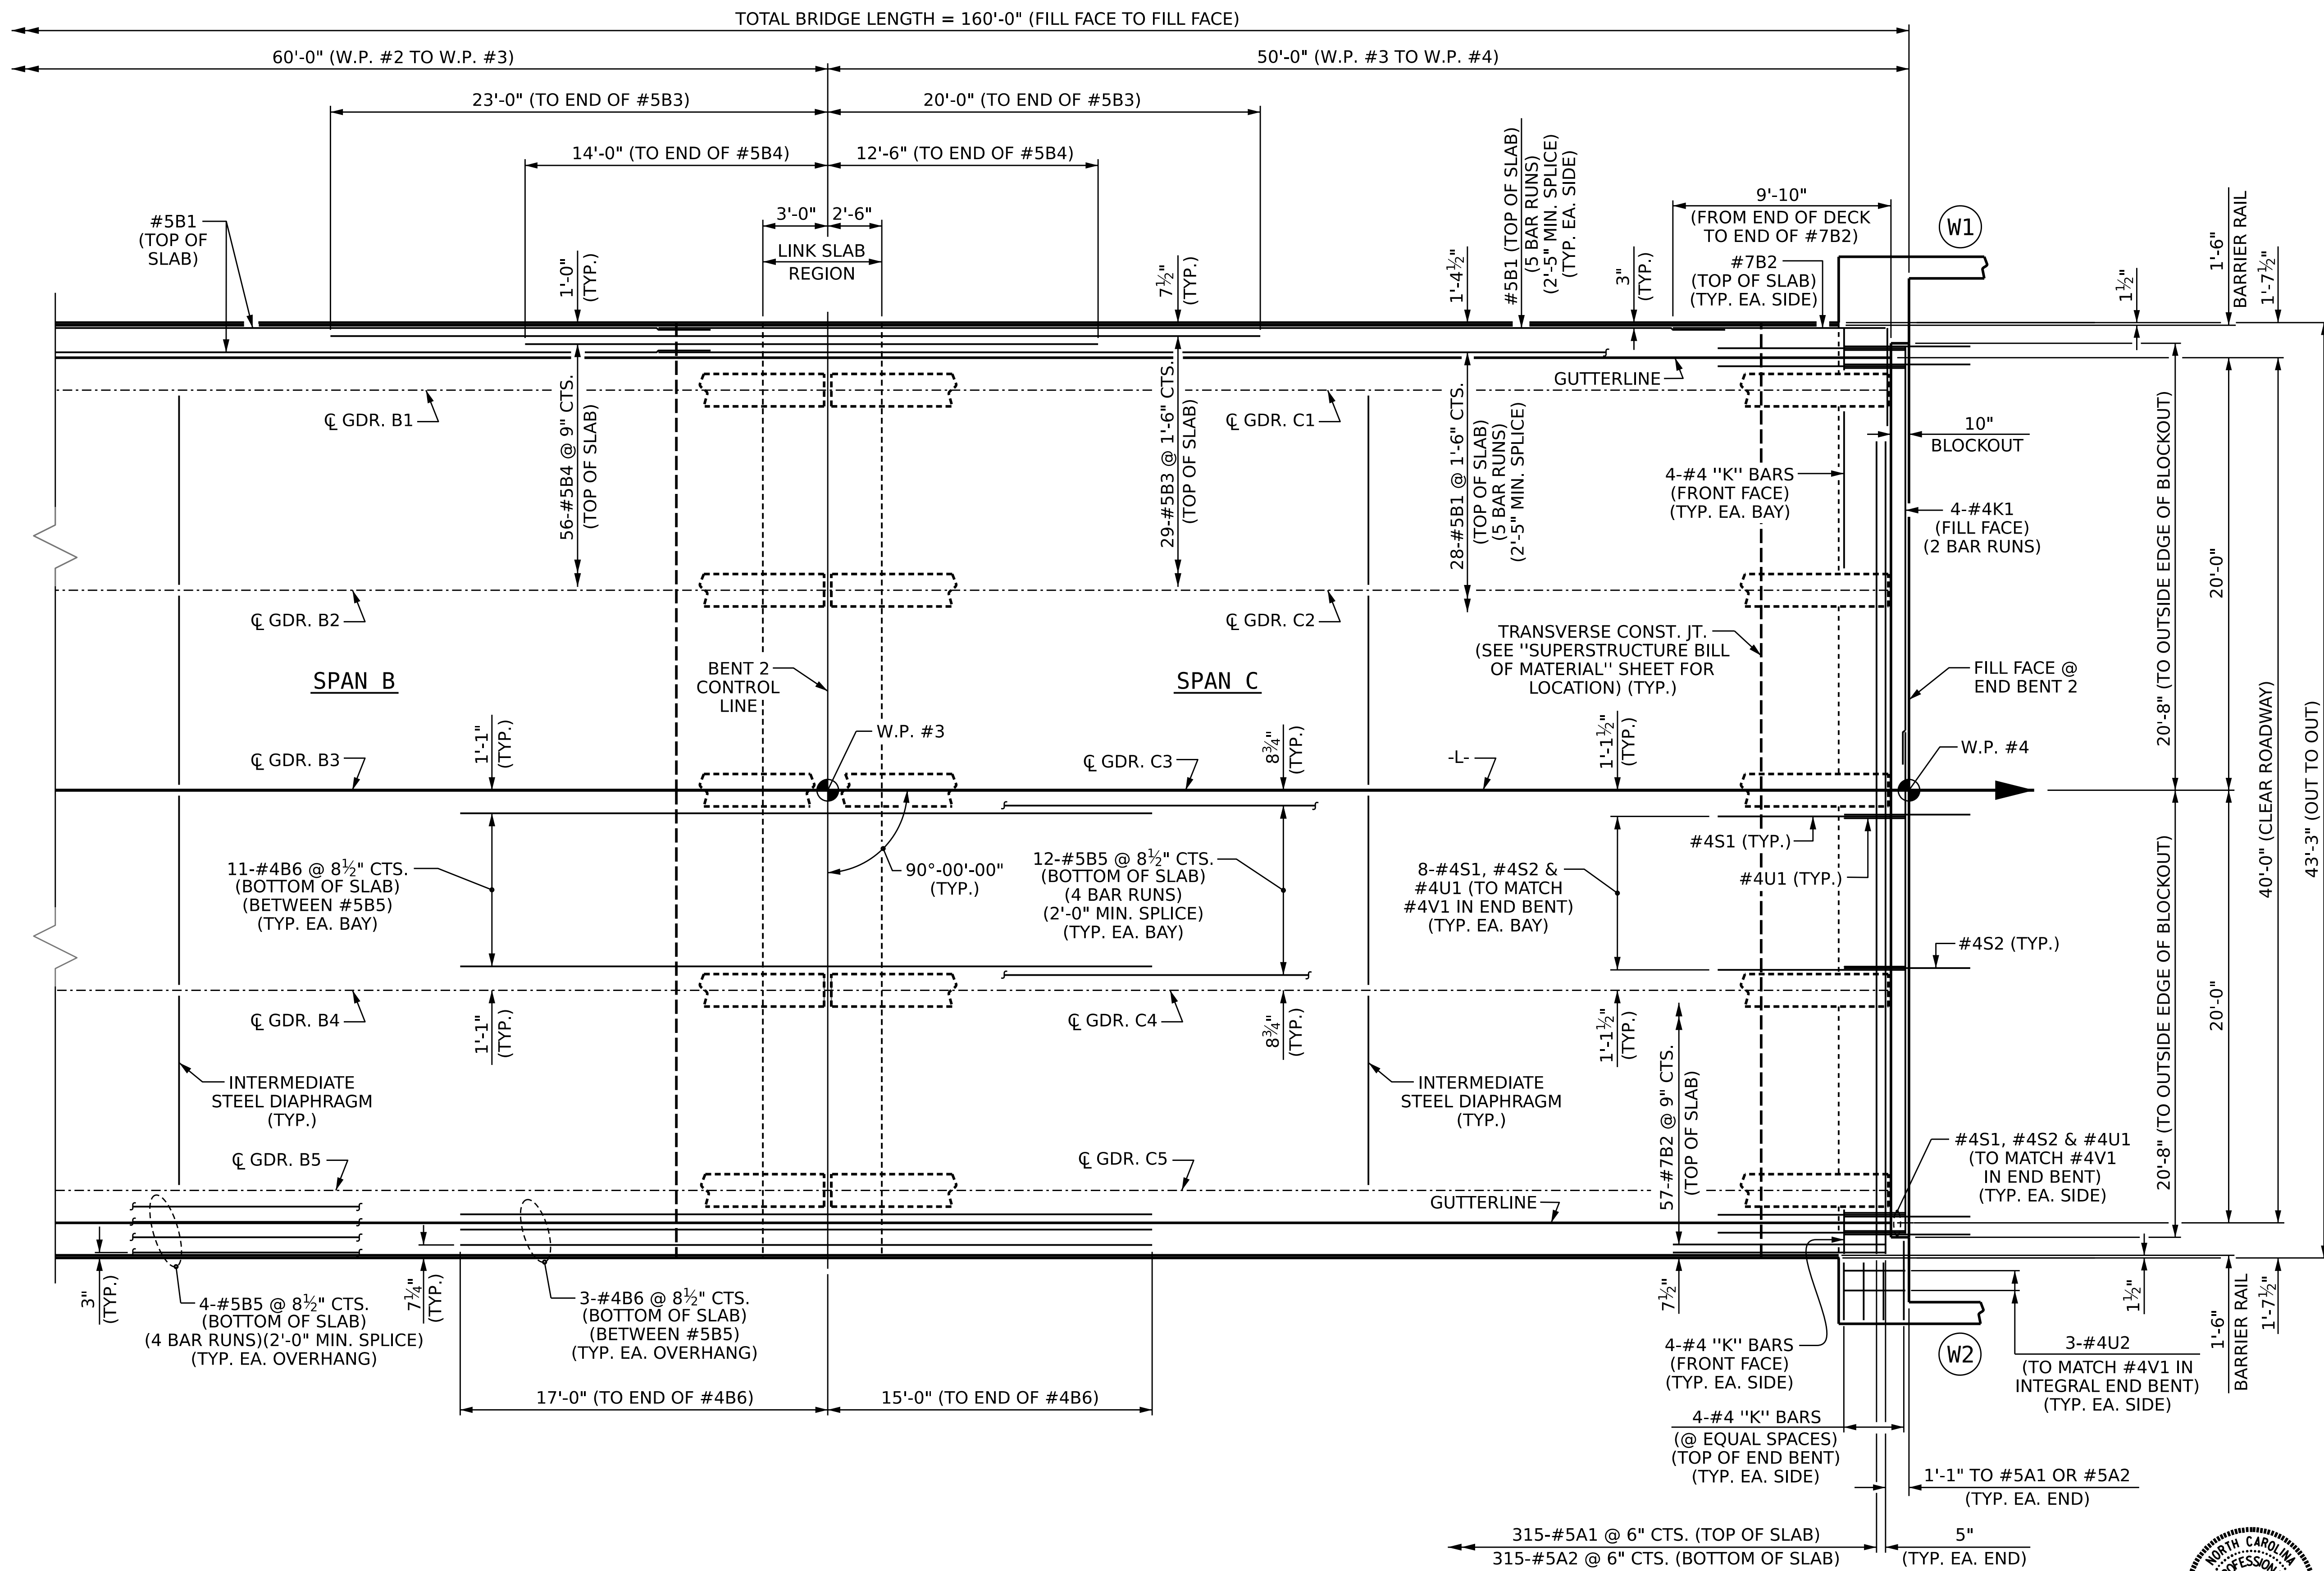 TOTAL BRIDGE LENGTH = 160'-0" (FILL FACE TO FILL FACE)
60'-0" (W.P. #2 TO W.P. #3)
50'-0" (W.P. #3 TO W.P. #4)
23'-0" (TO END OF #5B3)
20'-0" (TO END OF #5B3)
14'-0" (TO END OF #5B4)
12'-6" (TO END OF #5B4)
3'-0"
2'-6"
LINK SLAB
REGION
#5B1
(TOP OF
SLAB)
1'-0"
(TYP.)
7½"
(TYP.)
1'-4½"
#5B1 (TOP OF SLAB)
(5 BAR RUNS)
(2'-5" MIN. SPLICE)
(TYP. EA. SIDE)
3"
(TYP.)
9'-10"
(FROM END OF DECK
TO END OF #7B2)
#7B2
(TOP OF SLAB)
(TYP. EA. SIDE)
W1
1½"
1'-6"
BARRIER RAIL
1'-7½"
GUTTERLINE
℄ GDR. B1
℄ GDR. C1
56-#5B4 @ 9" CTS.
(TOP OF SLAB)
29-#5B3 @ 1'-6" CTS.
(TOP OF SLAB)
28-#5B1 @ 1'-6" CTS.
(TOP OF SLAB)
(5 BAR RUNS)
(2'-5" MIN. SPLICE)
4-#4 ''K'' BARS
(FRONT FACE)
(TYP. EA. BAY)
10"
BLOCKOUT
4-#4K1
(FILL FACE)
(2 BAR RUNS)
20'-8" (TO OUTSIDE EDGE OF BLOCKOUT)
20'-0"
40'-0" (CLEAR ROADWAY)
43'-3" (OUT TO OUT)
℄ GDR. B2
℄ GDR. C2
SPAN B
BENT 2
CONTROL
LINE
SPAN C
TRANSVERSE CONST. JT.
(SEE ''SUPERSTRUCTURE BILL
OF MATERIAL'' SHEET FOR
LOCATION) (TYP.)
FILL FACE @
END BENT 2
W.P. #3
W.P. #4
℄ GDR. B3
℄ GDR. C3
-L-
1'-1"
(TYP.)
8¾"
(TYP.)
1'-1½"
(TYP.)
11-#4B6 @ 8½" CTS.
(BOTTOM OF SLAB)
(BETWEEN #5B5)
(TYP. EA. BAY)
90°-00'-00"
(TYP.)
12-#5B5 @ 8½" CTS.
(BOTTOM OF SLAB)
(4 BAR RUNS)
(2'-0" MIN. SPLICE)
(TYP. EA. BAY)
8-#4S1, #4S2 &
#4U1 (TO MATCH
#4V1 IN END BENT)
(TYP. EA. BAY)
#4S1 (TYP.)
#4U1 (TYP.)
#4S2 (TYP.)
20'-8" (TO OUTSIDE EDGE OF BLOCKOUT)
20'-0"
℄ GDR. B4
℄ GDR. C4
1'-1"
(TYP.)
8¾"
(TYP.)
1'-1½"
(TYP.)
INTERMEDIATE
STEEL DIAPHRAGM
(TYP.)
INTERMEDIATE
STEEL DIAPHRAGM
(TYP.)
57-#7B2 @ 9" CTS.
(TOP OF SLAB)
#4S1, #4S2 & #4U1
(TO MATCH #4V1
IN END BENT)
(TYP. EA. SIDE)
℄ GDR. B5
℄ GDR. C5
GUTTERLINE
3"
(TYP.)
4-#5B5 @ 8½" CTS.
(BOTTOM OF SLAB)
(4 BAR RUNS)(2'-0" MIN. SPLICE)
(TYP. EA. OVERHANG)
7¼"
(TYP.)
3-#4B6 @ 8½" CTS.
(BOTTOM OF SLAB)
(BETWEEN #5B5)
(TYP. EA. OVERHANG)
7½"
1½"
1'-6"
BARRIER RAIL
1'-7½"
4-#4 ''K'' BARS
(FRONT FACE)
(TYP. EA. SIDE)
W2
3-#4U2
(TO MATCH #4V1 IN
INTEGRAL END BENT)
(TYP. EA. SIDE)
17'-0" (TO END OF #4B6)
15'-0" (TO END OF #4B6)
4-#4 ''K'' BARS
(@ EQUAL SPACES)
(TOP OF END BENT)
(TYP. EA. SIDE)
1'-1" TO #5A1 OR #5A2
(TYP. EA. END)
315-#5A1 @ 6" CTS. (TOP OF SLAB)
315-#5A2 @ 6" CTS. (BOTTOM OF SLAB)
5"
(TYP. EA. END)
NORTH CAROLINA